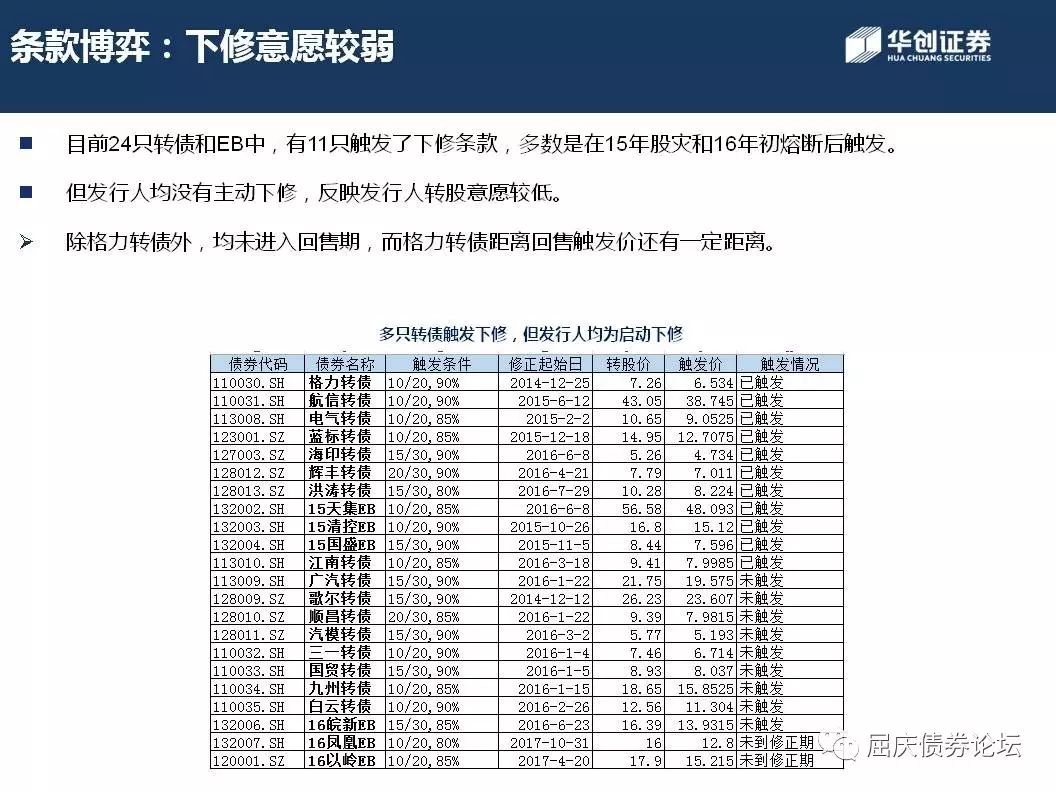 条款博弈：下修意愿较弱
华创证券
HUA CHUANG SECURITIES
目前24只转债和EB中，有11只触发了下修条款，多数是在15年股灾和16年初熔断后触发。
但发行人均没有主动下修，反映发行人转股意愿较低。
除格力转债外，均未进入回售期，而格力转债距离回售触发价还有一定距离。
多只转债触发下修，但发行人均为启动下修
债券代码 债券名称 触发条件 修正起始日 转股价 触发价 触发情况
110030.SH 格力转债 10/20,90% 2014-12-25 7.26 6.534 已触发
110031.SH 航信转债 10/20,90% 2015-6-12 43.05 38.745 已触发
113008.SH 电气转债 10/20,85% 2015-2-2 10.65 9.0525 已触发
123001.SZ 蓝标转债 10/20,85% 2015-12-18 14.95 12.7075 已触发
127003.SZ 海印转债 15/30,90% 2016-6-8 5.26 4.734 已触发
128012.SZ 辉丰转债 20/30,90% 2016-4-21 7.79 7.011 已触发
128013.SZ 洪涛转债 15/30,80% 2016-7-29 10.28 8.224 已触发
132002.SH 15天集EB 10/20,85% 2016-6-8 56.58 48.093 已触发
132003.SH 15清控EB 10/20,90% 2015-10-26 16.8 15.12 已触发
132004.SH 15国盛EB 15/30,90% 2015-11-5 8.44 7.596 已触发
113010.SH 江南转债 10/20,85% 2016-3-18 9.41 7.9985 已触发
113009.SH 广汽转债 15/30,90% 2016-1-22 21.75 19.575 未触发
128009.SZ 歌尔转债 15/30,90% 2014-12-12 26.23 23.607 未触发
128010.SZ 顺昌转债 20/30,85% 2016-1-22 9.39 7.9815 未触发
128011.SZ 汽模转债 15/30,90% 2016-3-2 5.77 5.193 未触发
110032.SH 三一转债 10/20,90% 2016-1-4 7.46 6.714 未触发
110033.SH 国贸转债 15/30,90% 2016-1-5 8.93 8.037 未触发
110034.SH 九州转债 10/20,85% 2016-1-15 18.65 15.8525 未触发
110035.SH 白云转债 10/20,90% 2016-2-26 12.56 11.304 未触发
132006.SH 16皖新EB 15/30,85% 2016-6-23 16.39 13.9315 未触发
132007.SH 16凤凰EB 10/20,80% 2017-10-31 16 12.8 未到修正期
120001.SZ 16以岭EB 10/20,85% 2017-4-20 17.9 15.215 未到修正期
屈庆债券论坛